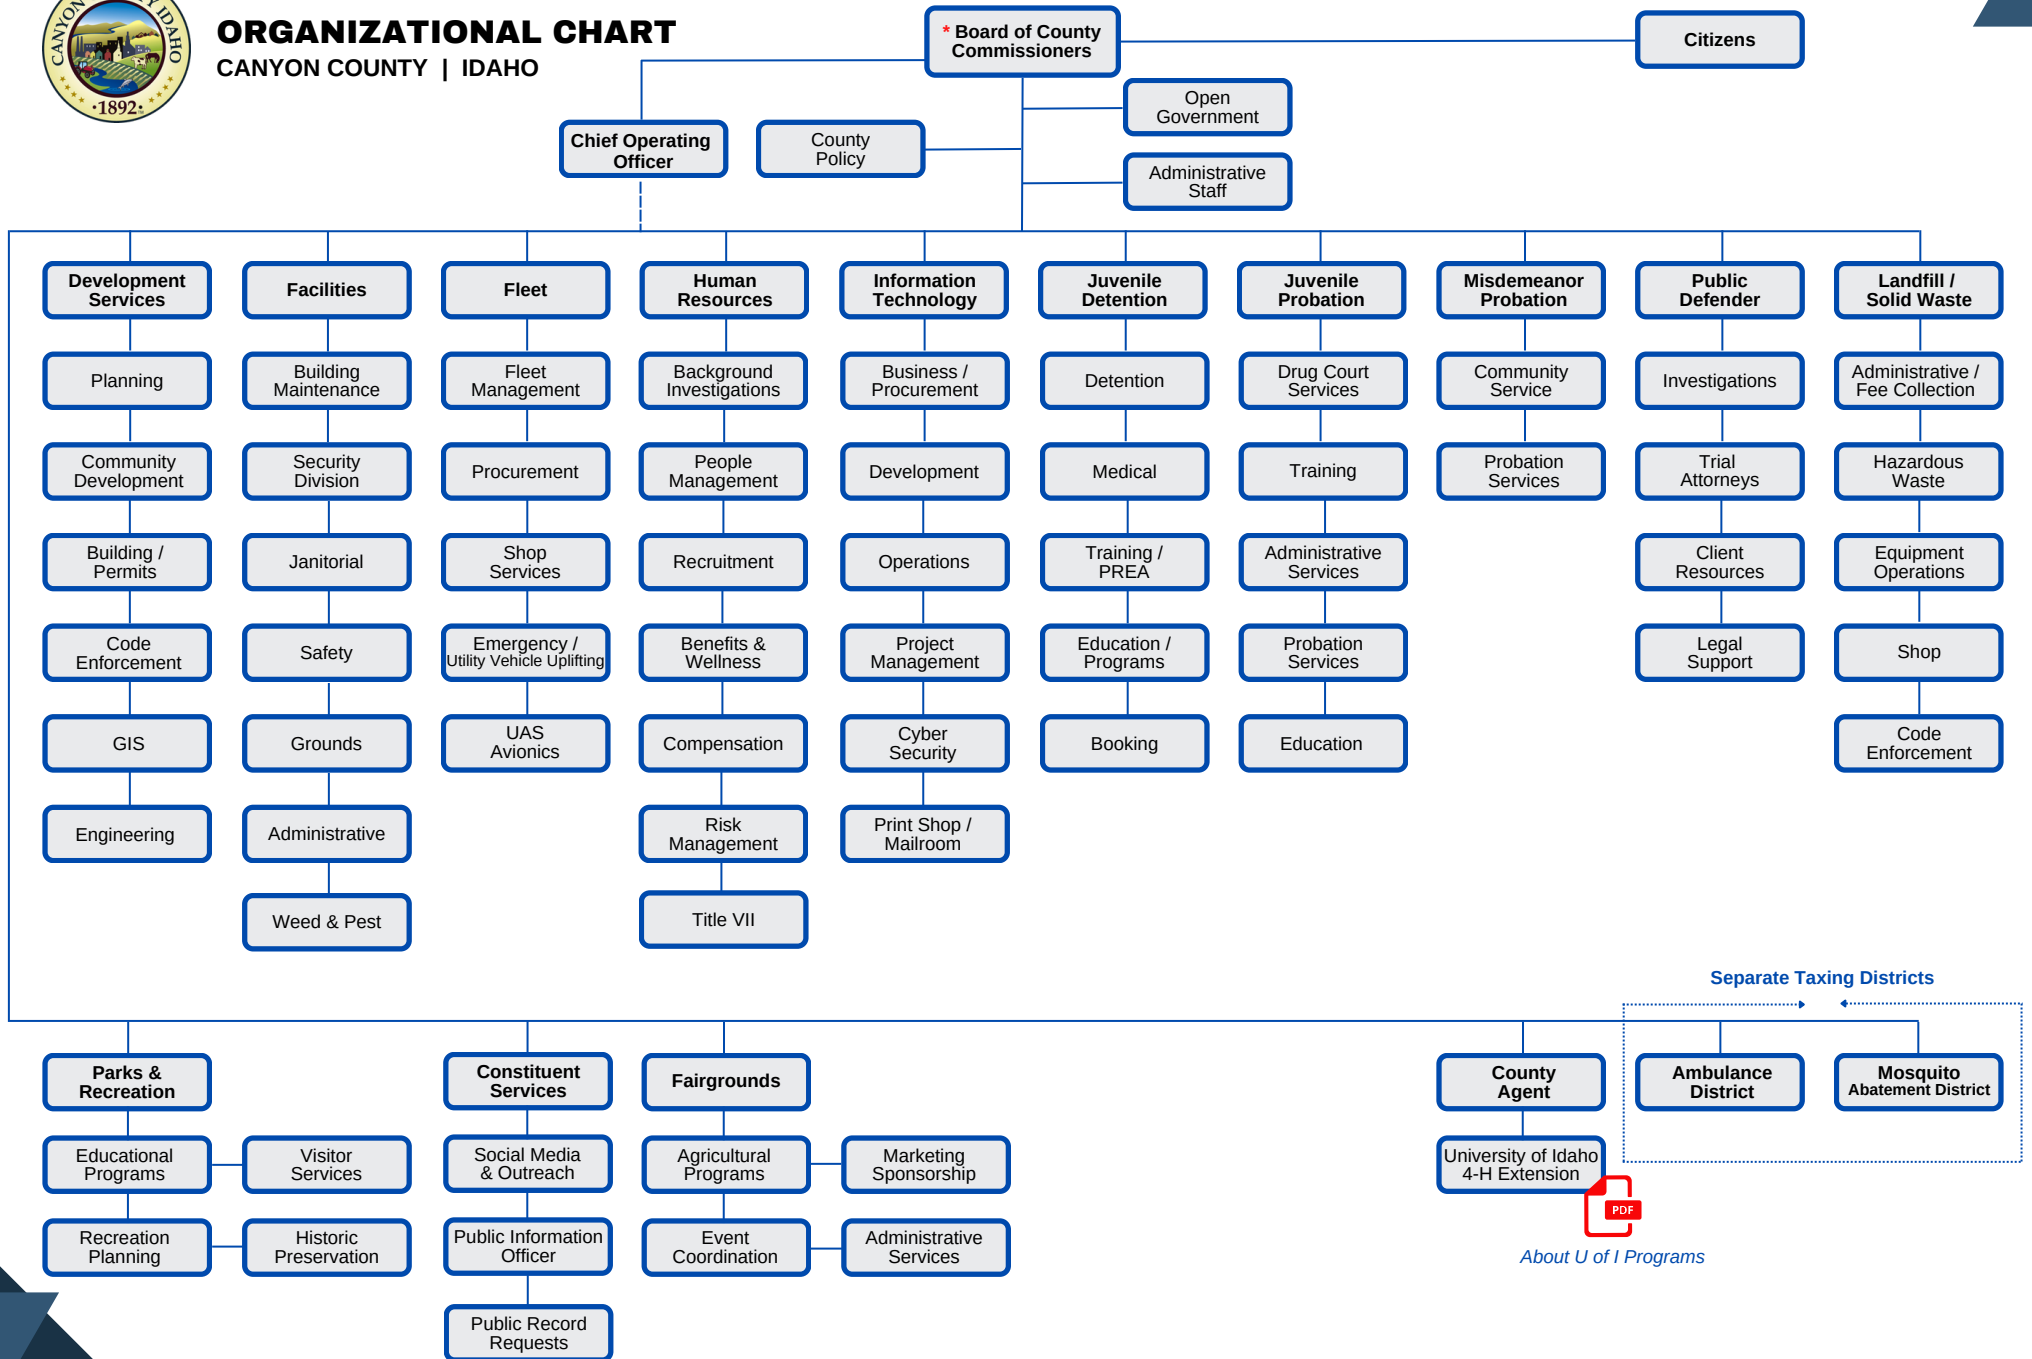 CANYON COUNTY IDAHO
·1892·
ORGANIZATIONAL CHART
CANYON COUNTY | IDAHO
* Board of County
Commissioners
Citizens
Open
Government
Chief Operating
Officer
County
Policy
Administrative
Staff
Development
Services
Facilities
Fleet
Human
Resources
Information
Technology
Juvenile
Detention
Juvenile
Probation
Misdemeanor
Probation
Public
Defender
Landfill /
Solid Waste
Planning
Building
Maintenance
Fleet
Management
Background
Investigations
Business /
Procurement
Detention
Drug Court
Services
Community
Service
Investigations
Administrative /
Fee Collection
Community
Development
Security
Division
Procurement
People
Management
Development
Medical
Training
Probation
Services
Trial
Attorneys
Hazardous
Waste
Building /
Permits
Janitorial
Shop
Services
Recruitment
Operations
Training /
PREA
Administrative
Services
Client
Resources
Equipment
Operations
Code
Enforcement
Safety
Emergency /
Utility Vehicle Uplifting
Benefits &
Wellness
Project
Management
Education /
Programs
Probation
Services
Legal
Support
Shop
GIS
Grounds
UAS
Avionics
Compensation
Cyber
Security
Booking
Education
Code
Enforcement
Engineering
Administrative
Risk
Management
Print Shop /
Mailroom
Weed & Pest
Title VII
Separate Taxing Districts
Parks &
Recreation
Constituent
Services
Fairgrounds
County
Agent
Ambulance
District
Mosquito
Abatement District
Educational
Programs
Visitor
Services
Social Media
& Outreach
Agricultural
Programs
Marketing
Sponsorship
University of Idaho
4-H Extension
PDF
Recreation
Planning
Historic
Preservation
Public Information
Officer
Event
Coordination
Administrative
Services
About U of I Programs
Public Record
Requests